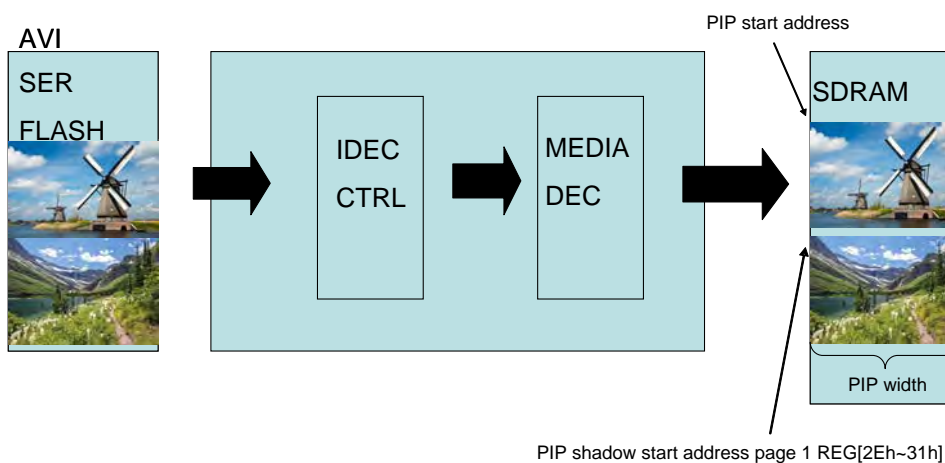 PIP start address
AVI
SER
FLASH
IDEC
CTRL
MEDIA
DEC
SDRAM
PIP width
PIP shadow start address page 1 REG[2Eh~31h]